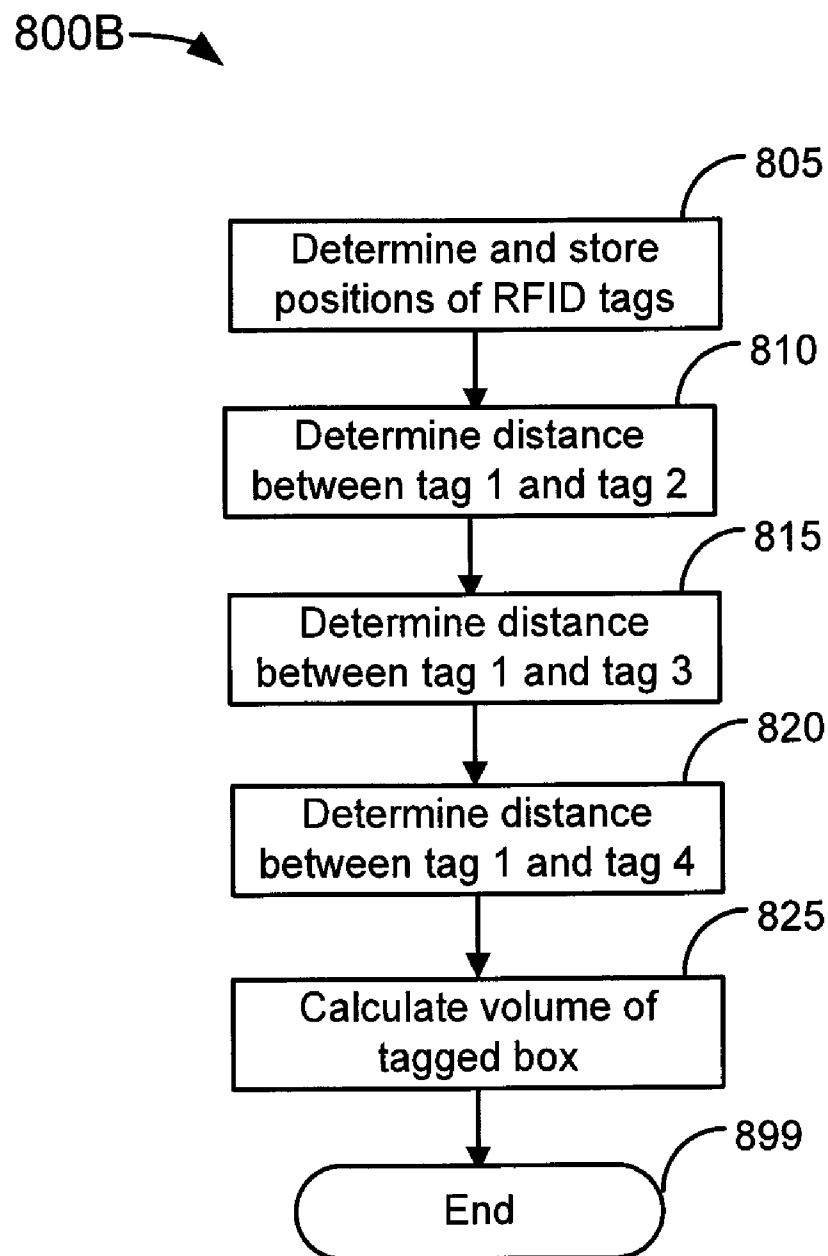 800B
805
Determine and store
positions of RFID tags
810
Determine distance
between tag 1 and tag 2
815
Determine distance
between tag 1 and tag 3
820
Determine distance
between tag 1 and tag 4
825
Calculate volume of
tagged box
899
End